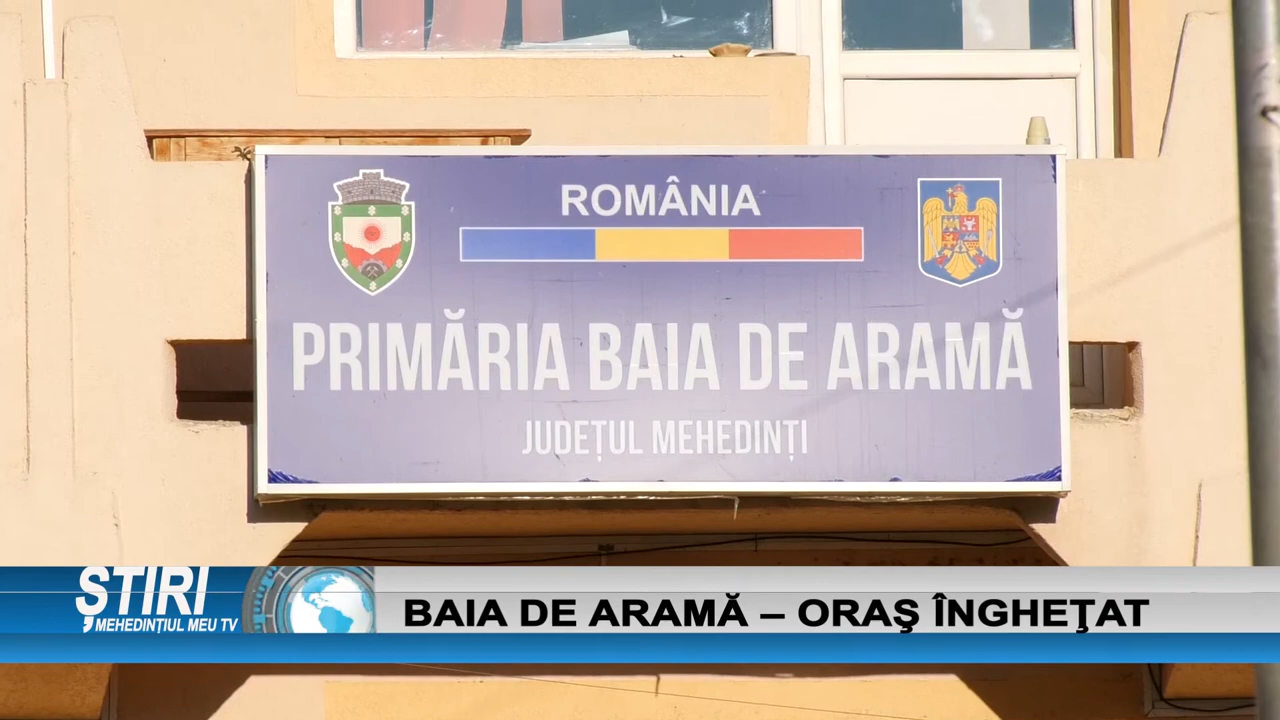 ROMÂNIA
PRIMĂRIA BAIA DE ARAMĂ
JUDEȚUL MEHEDINȚI
ȘTIRI
MEHEDINȚIUL MEU TV
BAIA DE ARAMĂ – ORAŞ ÎNGHEŢAT